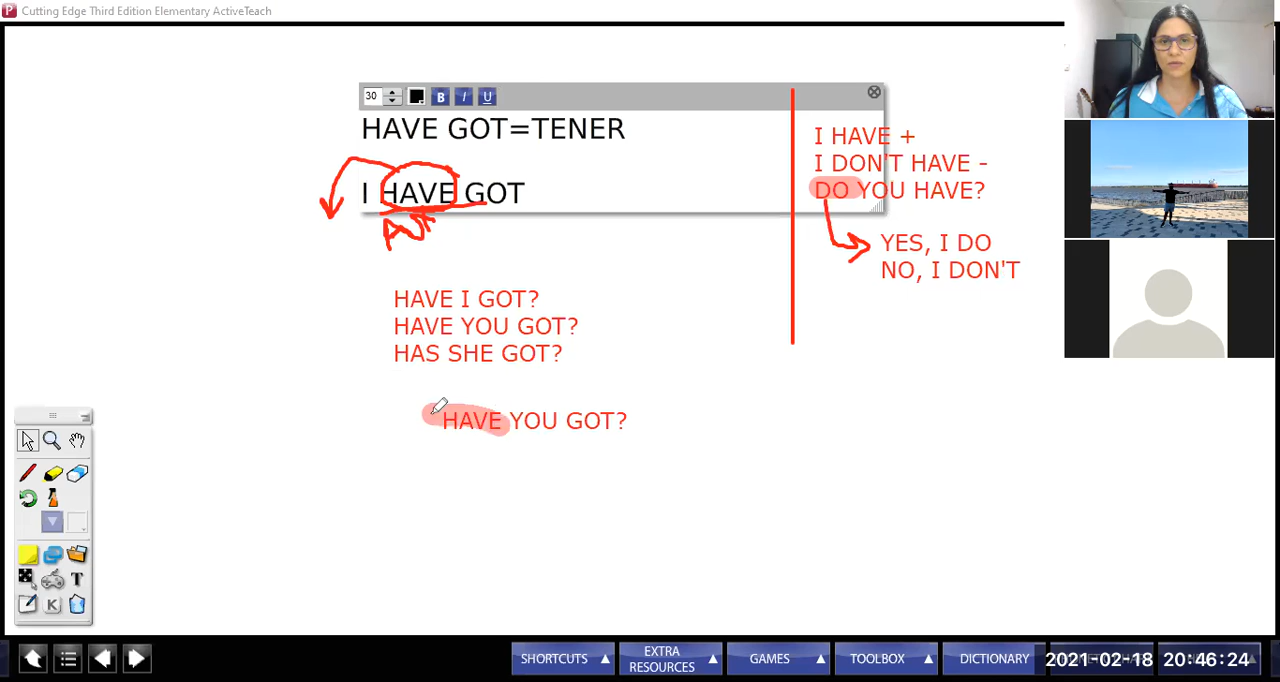 Cutting Edge Third Edition Elementary ActiveTeach
30 B I U
HAVE GOT=TENER
I HAVE GOT
AUX
I HAVE +
I DON'T HAVE -
DO YOU HAVE?
YES, I DO
NO, I DON'T
HAVE I GOT?
HAVE YOU GOT?
HAS SHE GOT?
HAVE YOU GOT?
T
K
SHORTCUTS
EXTRA
RESOURCES
GAMES
TOOLBOX
DICTIONARY
2021-02-18 20:46:24